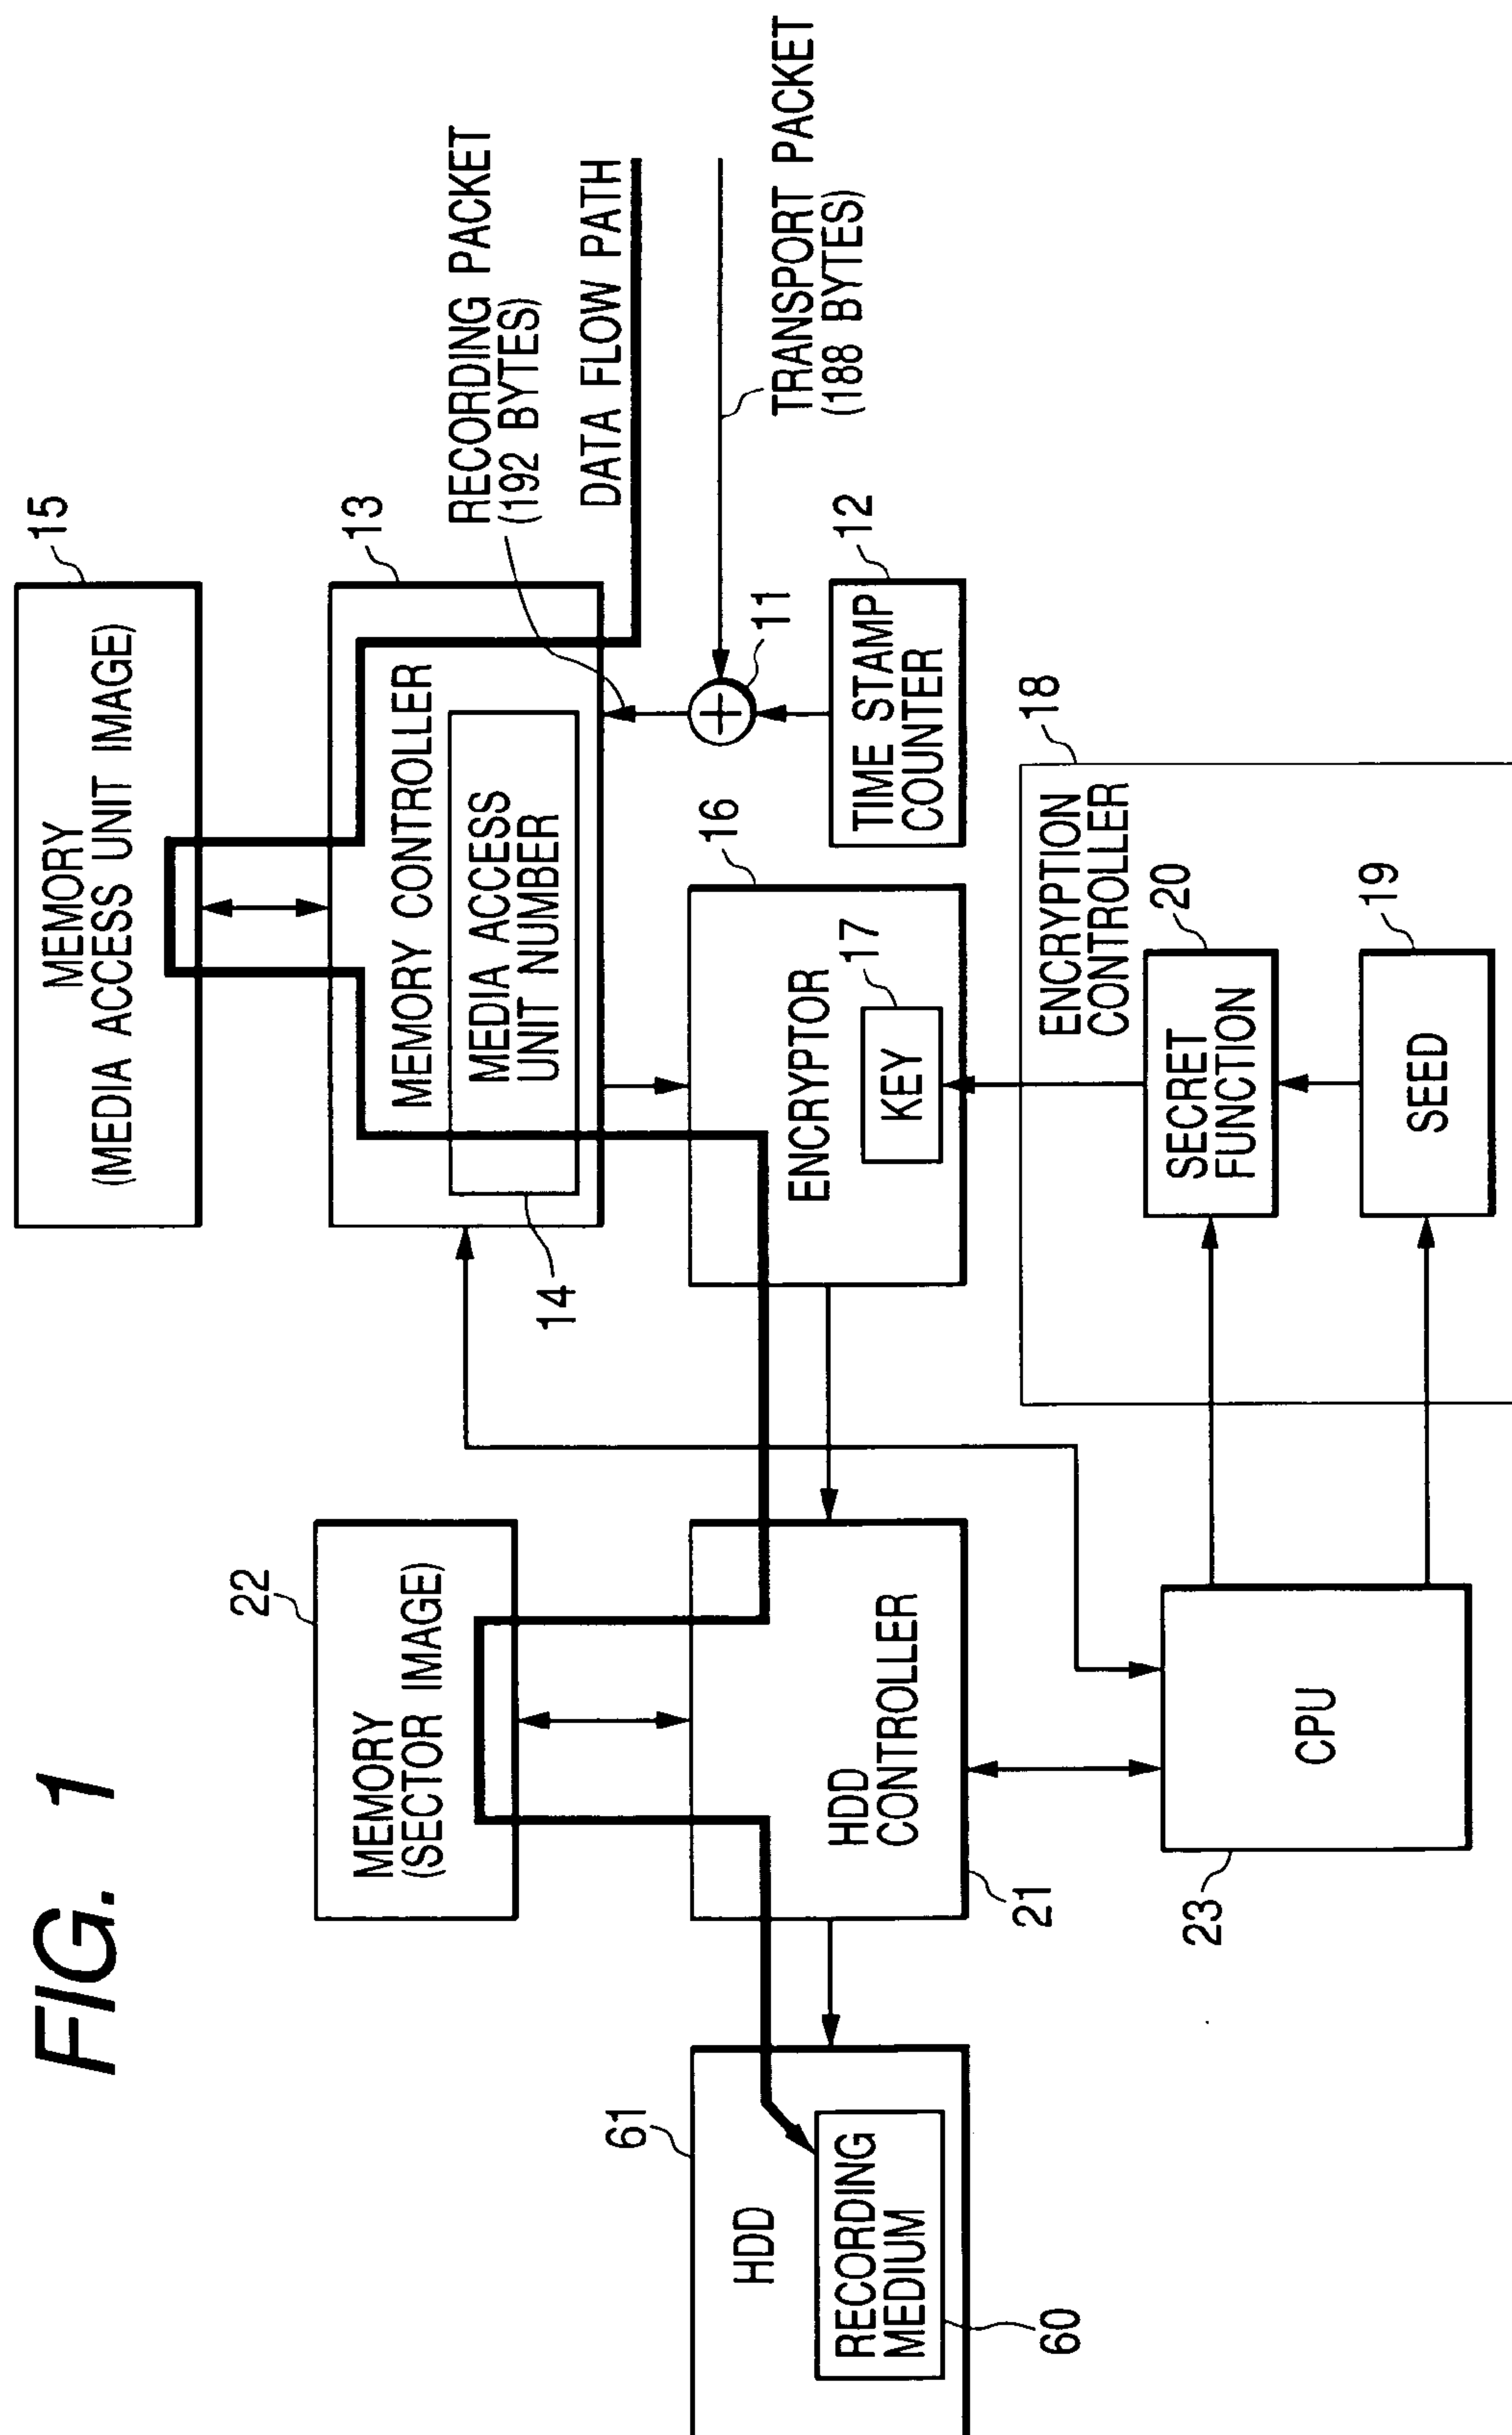 FIG. 1
15
MEMORY
(MEDIA ACCESS UNIT IMAGE)
13
MEMORY CONTROLLER
MEDIA ACCESS
UNIT NUMBER
14
RECORDING PACKET
(192 BYTES)
DATA FLOW PATH
TRANSPORT PACKET
(188 BYTES)
11
12
TIME STAMP
COUNTER
16
ENCRYPTOR
17
KEY
18
ENCRYPTION
CONTROLLER
20
SECRET
FUNCTION
19
SEED
22
MEMORY
(SECTOR IMAGE)
HDD
CONTROLLER
21
CPU
23
61
HDD
RECORDING
MEDIUM
60